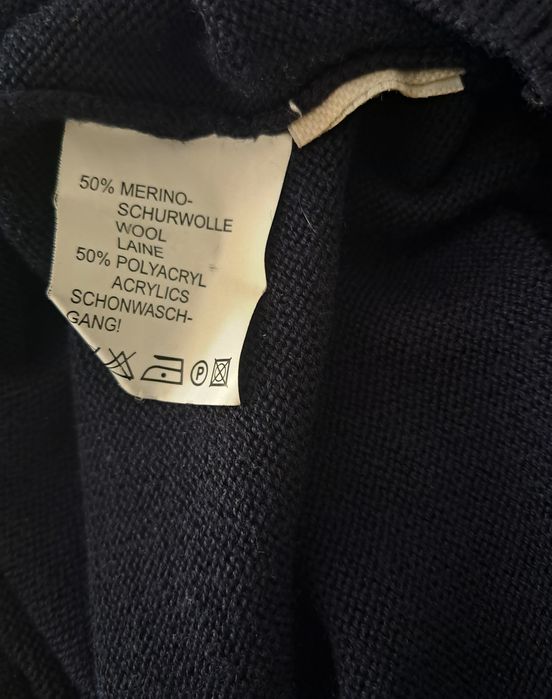 50% MERINO-
SCHURWOLLE
WOOL
LAINE
50% POLYACRYL
ACRYLICS
SCHONWASCH-
GANG!
P